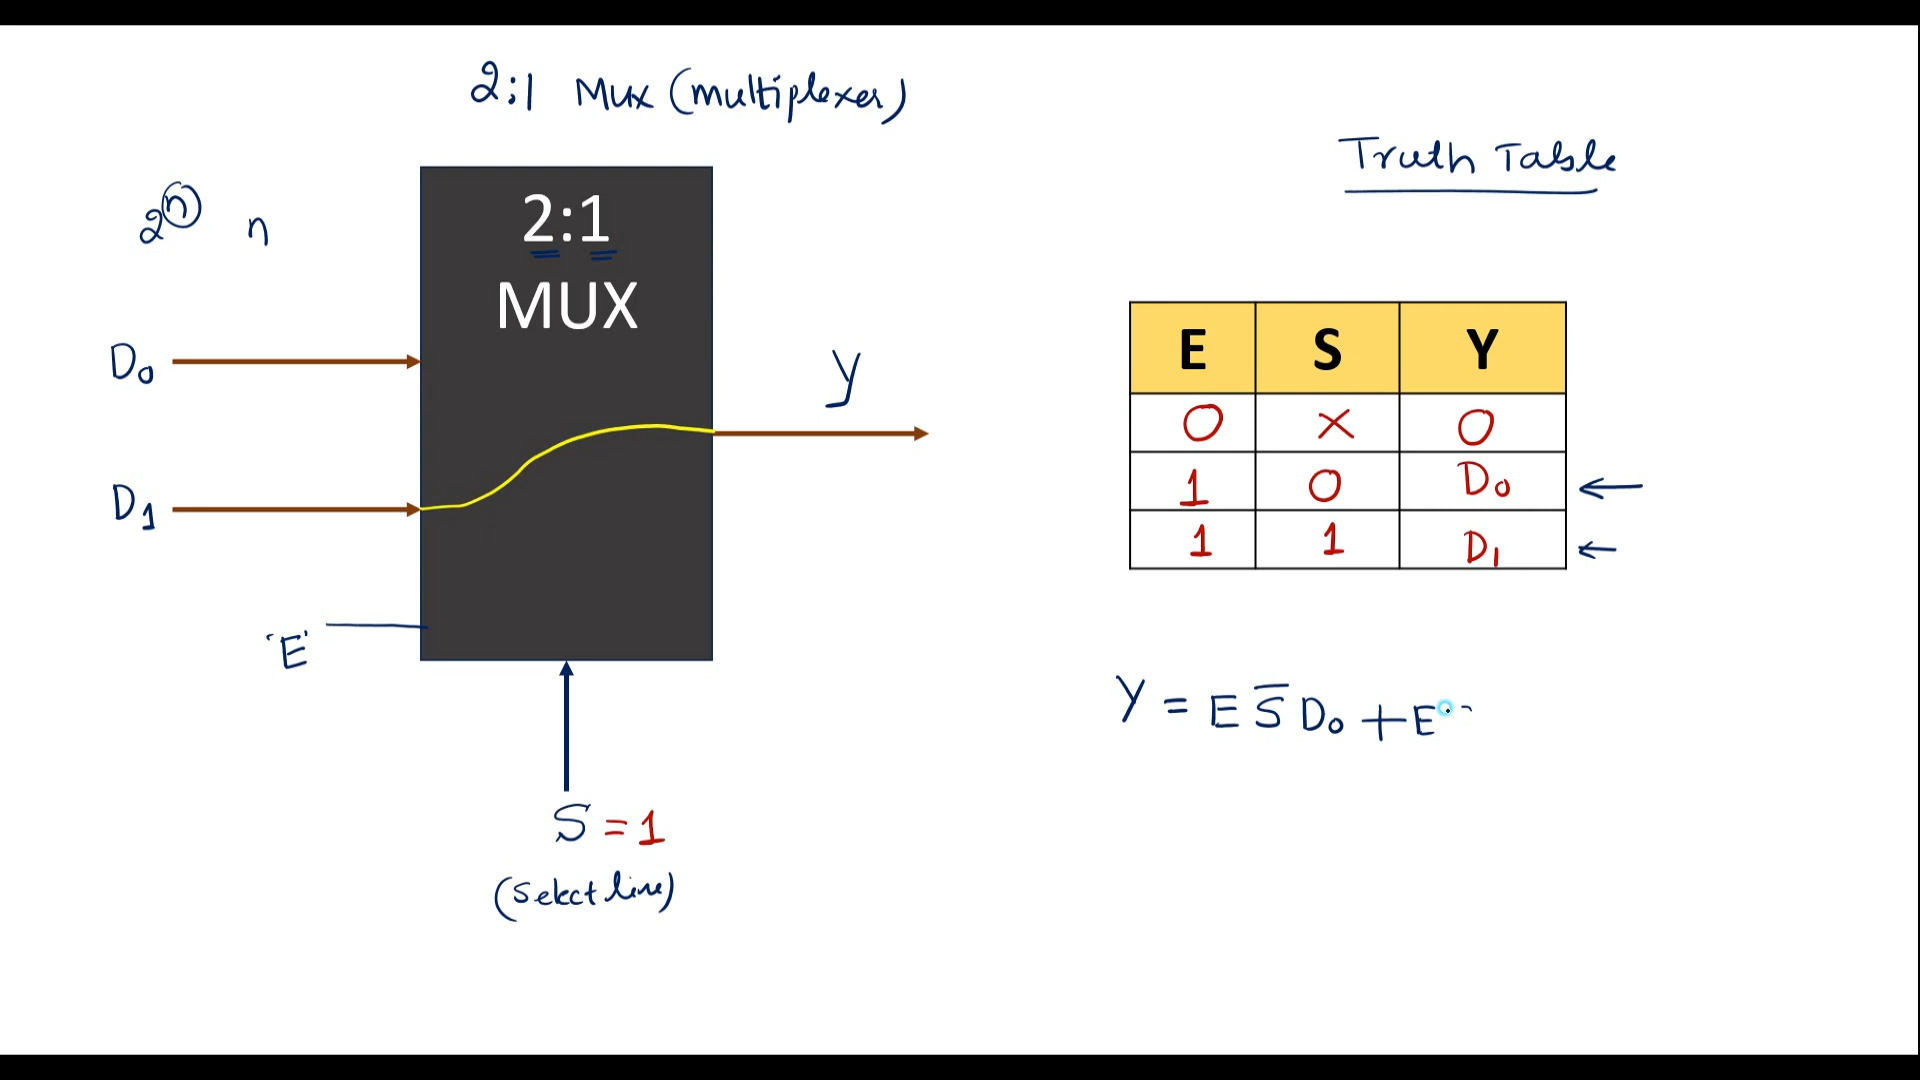 2:1 Mux (multiplexer)
Truth Table
2ⁿ n
2:1
MUX
D₀
D₁
'E'
Y
S = 1
(Select line)
E S Y
0 X 0
1 0 D₀
1 1 D₁
Y = E S̅ D₀ + E